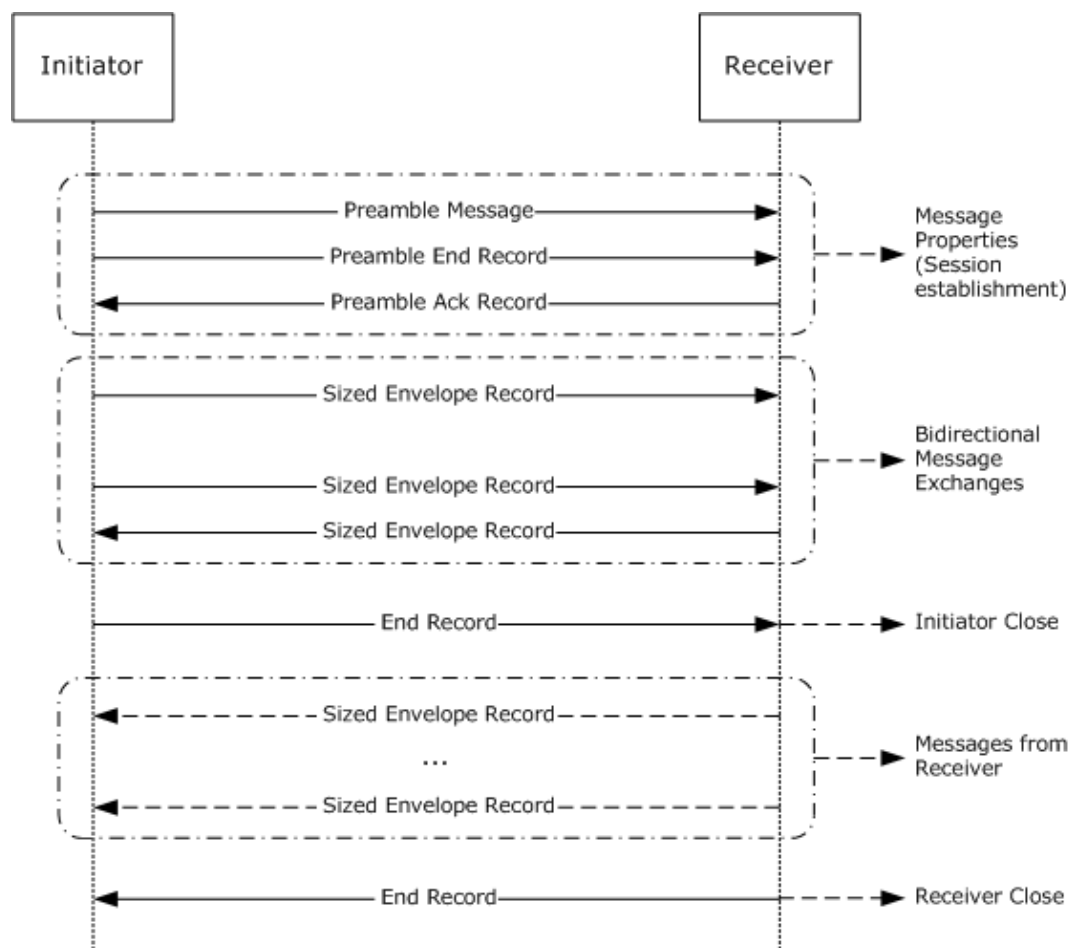 Initiator
Receiver
Preamble Message
Preamble End Record
Preamble Ack Record
Message
Properties
(Session
establishment)
Sized Envelope Record
Sized Envelope Record
Sized Envelope Record
Bidirectional
Message
Exchanges
End Record
Initiator Close
Sized Envelope Record
...
Sized Envelope Record
Messages from
Receiver
End Record
Receiver Close